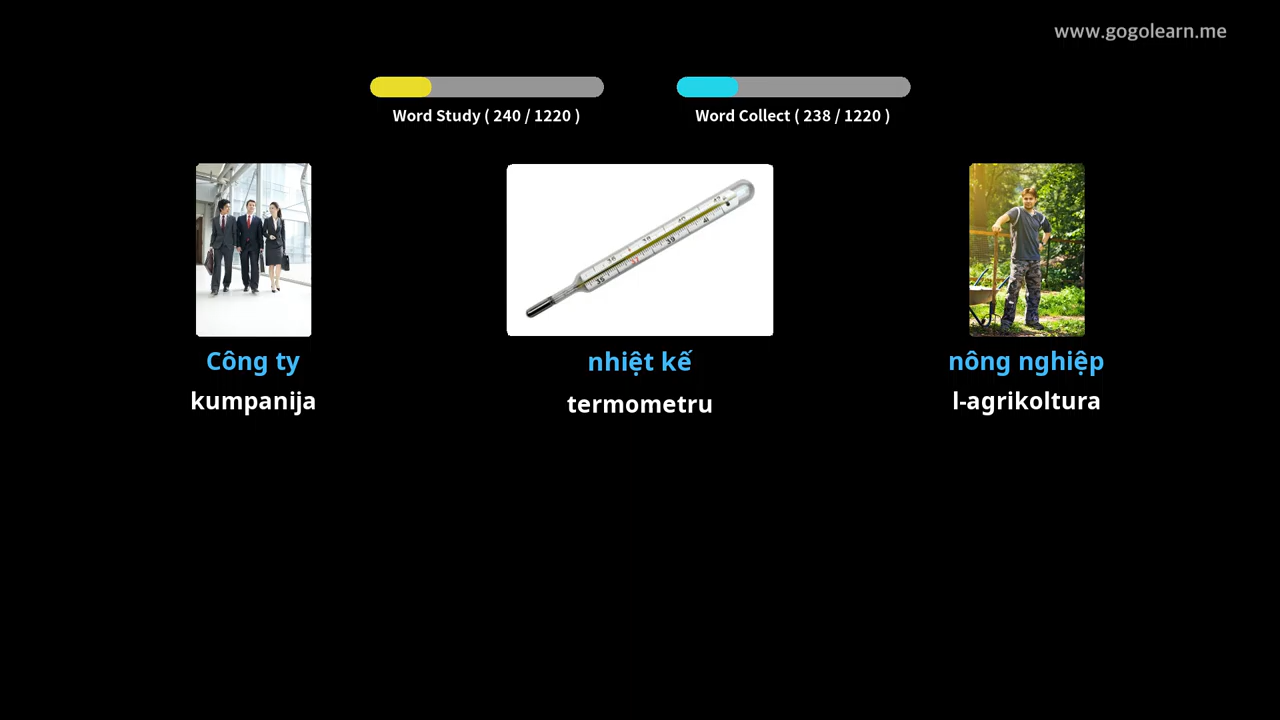 www.gogolearn.me
Word Study ( 240 / 1220 )
Word Collect ( 238 / 1220 )
Công ty
kumpanija
nhiệt kế
termometru
nông nghiệp
l-agrikoltura